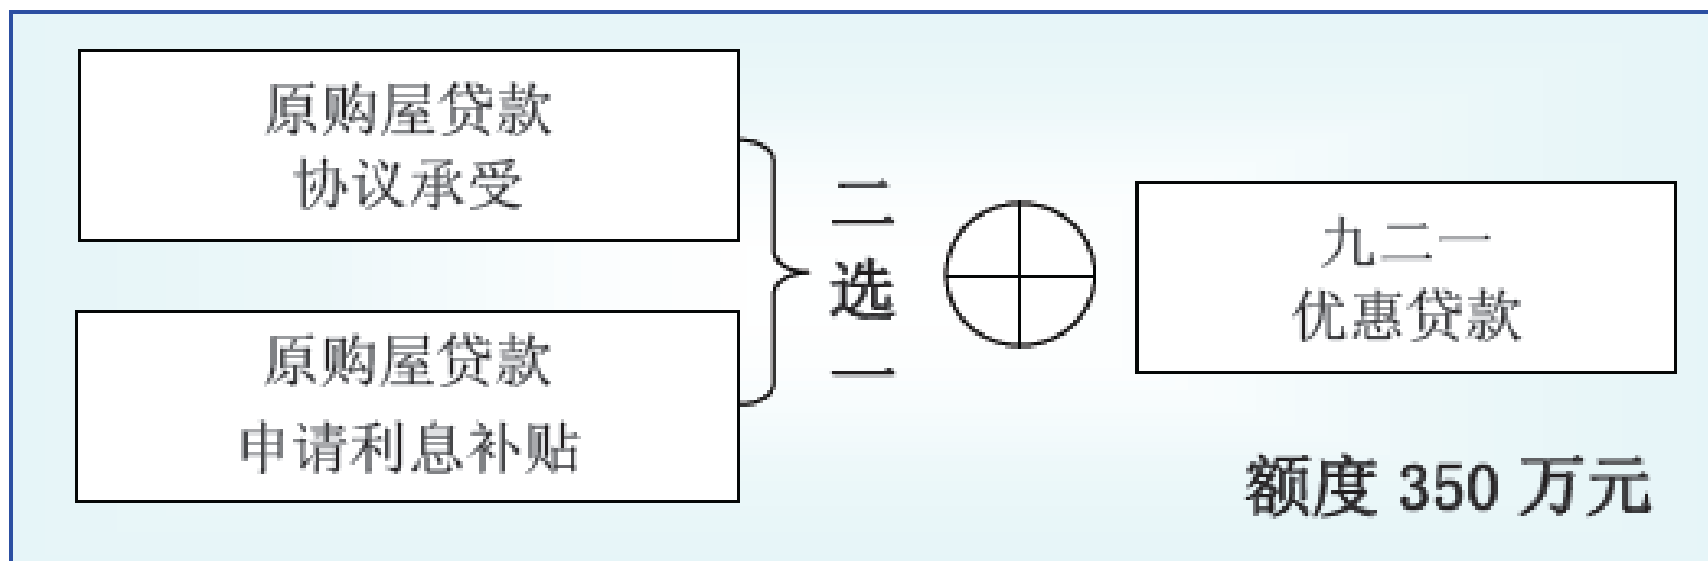 原购屋贷款
协议承受
原购屋贷款
申请利息补贴
二选一
九二一
优惠贷款
额度 350 万元